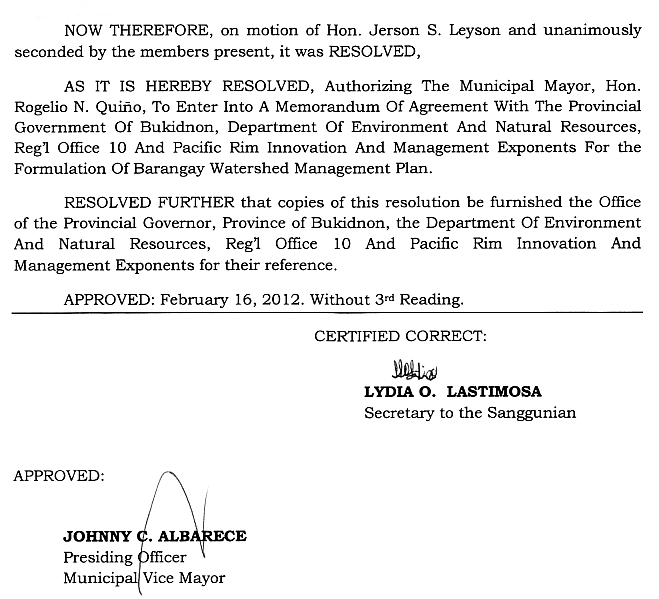 NOW THEREFORE, on motion of Hon. Jerson S. Leyson and unanimously
seconded by the members present, it was RESOLVED,
AS IT IS HEREBY RESOLVED, Authorizing The Municipal Mayor, Hon.
Rogelio N. Quiño, To Enter Into A Memorandum Of Agreement With The Provincial
Government Of Bukidnon, Department Of Environment And Natural Resources,
Reg'l Office 10 And Pacific Rim Innovation And Management Exponents For the
Formulation Of Barangay Watershed Management Plan.
RESOLVED FURTHER that copies of this resolution be furnished the Office
of the Provincial Governor, Province of Bukidnon, the Department Of Environment
And Natural Resources, Reg'l Office 10 And Pacific Rim Innovation And
Management Exponents for their reference.
APPROVED: February 16, 2012. Without 3rd Reading.
CERTIFIED CORRECT:
LYDIA O. LASTIMOSA
Secretary to the Sanggunian
APPROVED:
JOHNNY C. ALBARECE
Presiding Officer
Municipal Vice Mayor